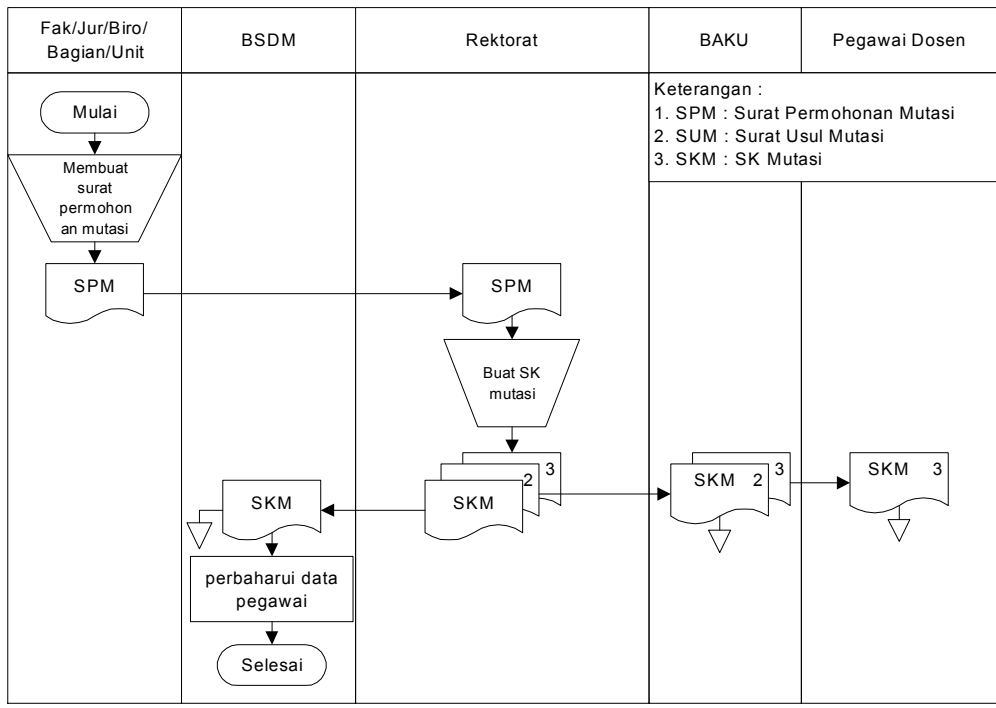 Fak/Jur/Biro/
Bagian/Unit
BSDM
Rektorat
BAKU
Pegawai Dosen
Keterangan :
1. SPM : Surat Permohonan Mutasi
2. SUM : Surat Usul Mutasi
3. SKM : SK Mutasi
Mulai
Membuat
surat
permohon
an mutasi
SPM
SPM
Buat SK
mutasi
3
2
SKM
SKM
3
SKM 2
SKM 3
perbaharui data
pegawai
Selesai